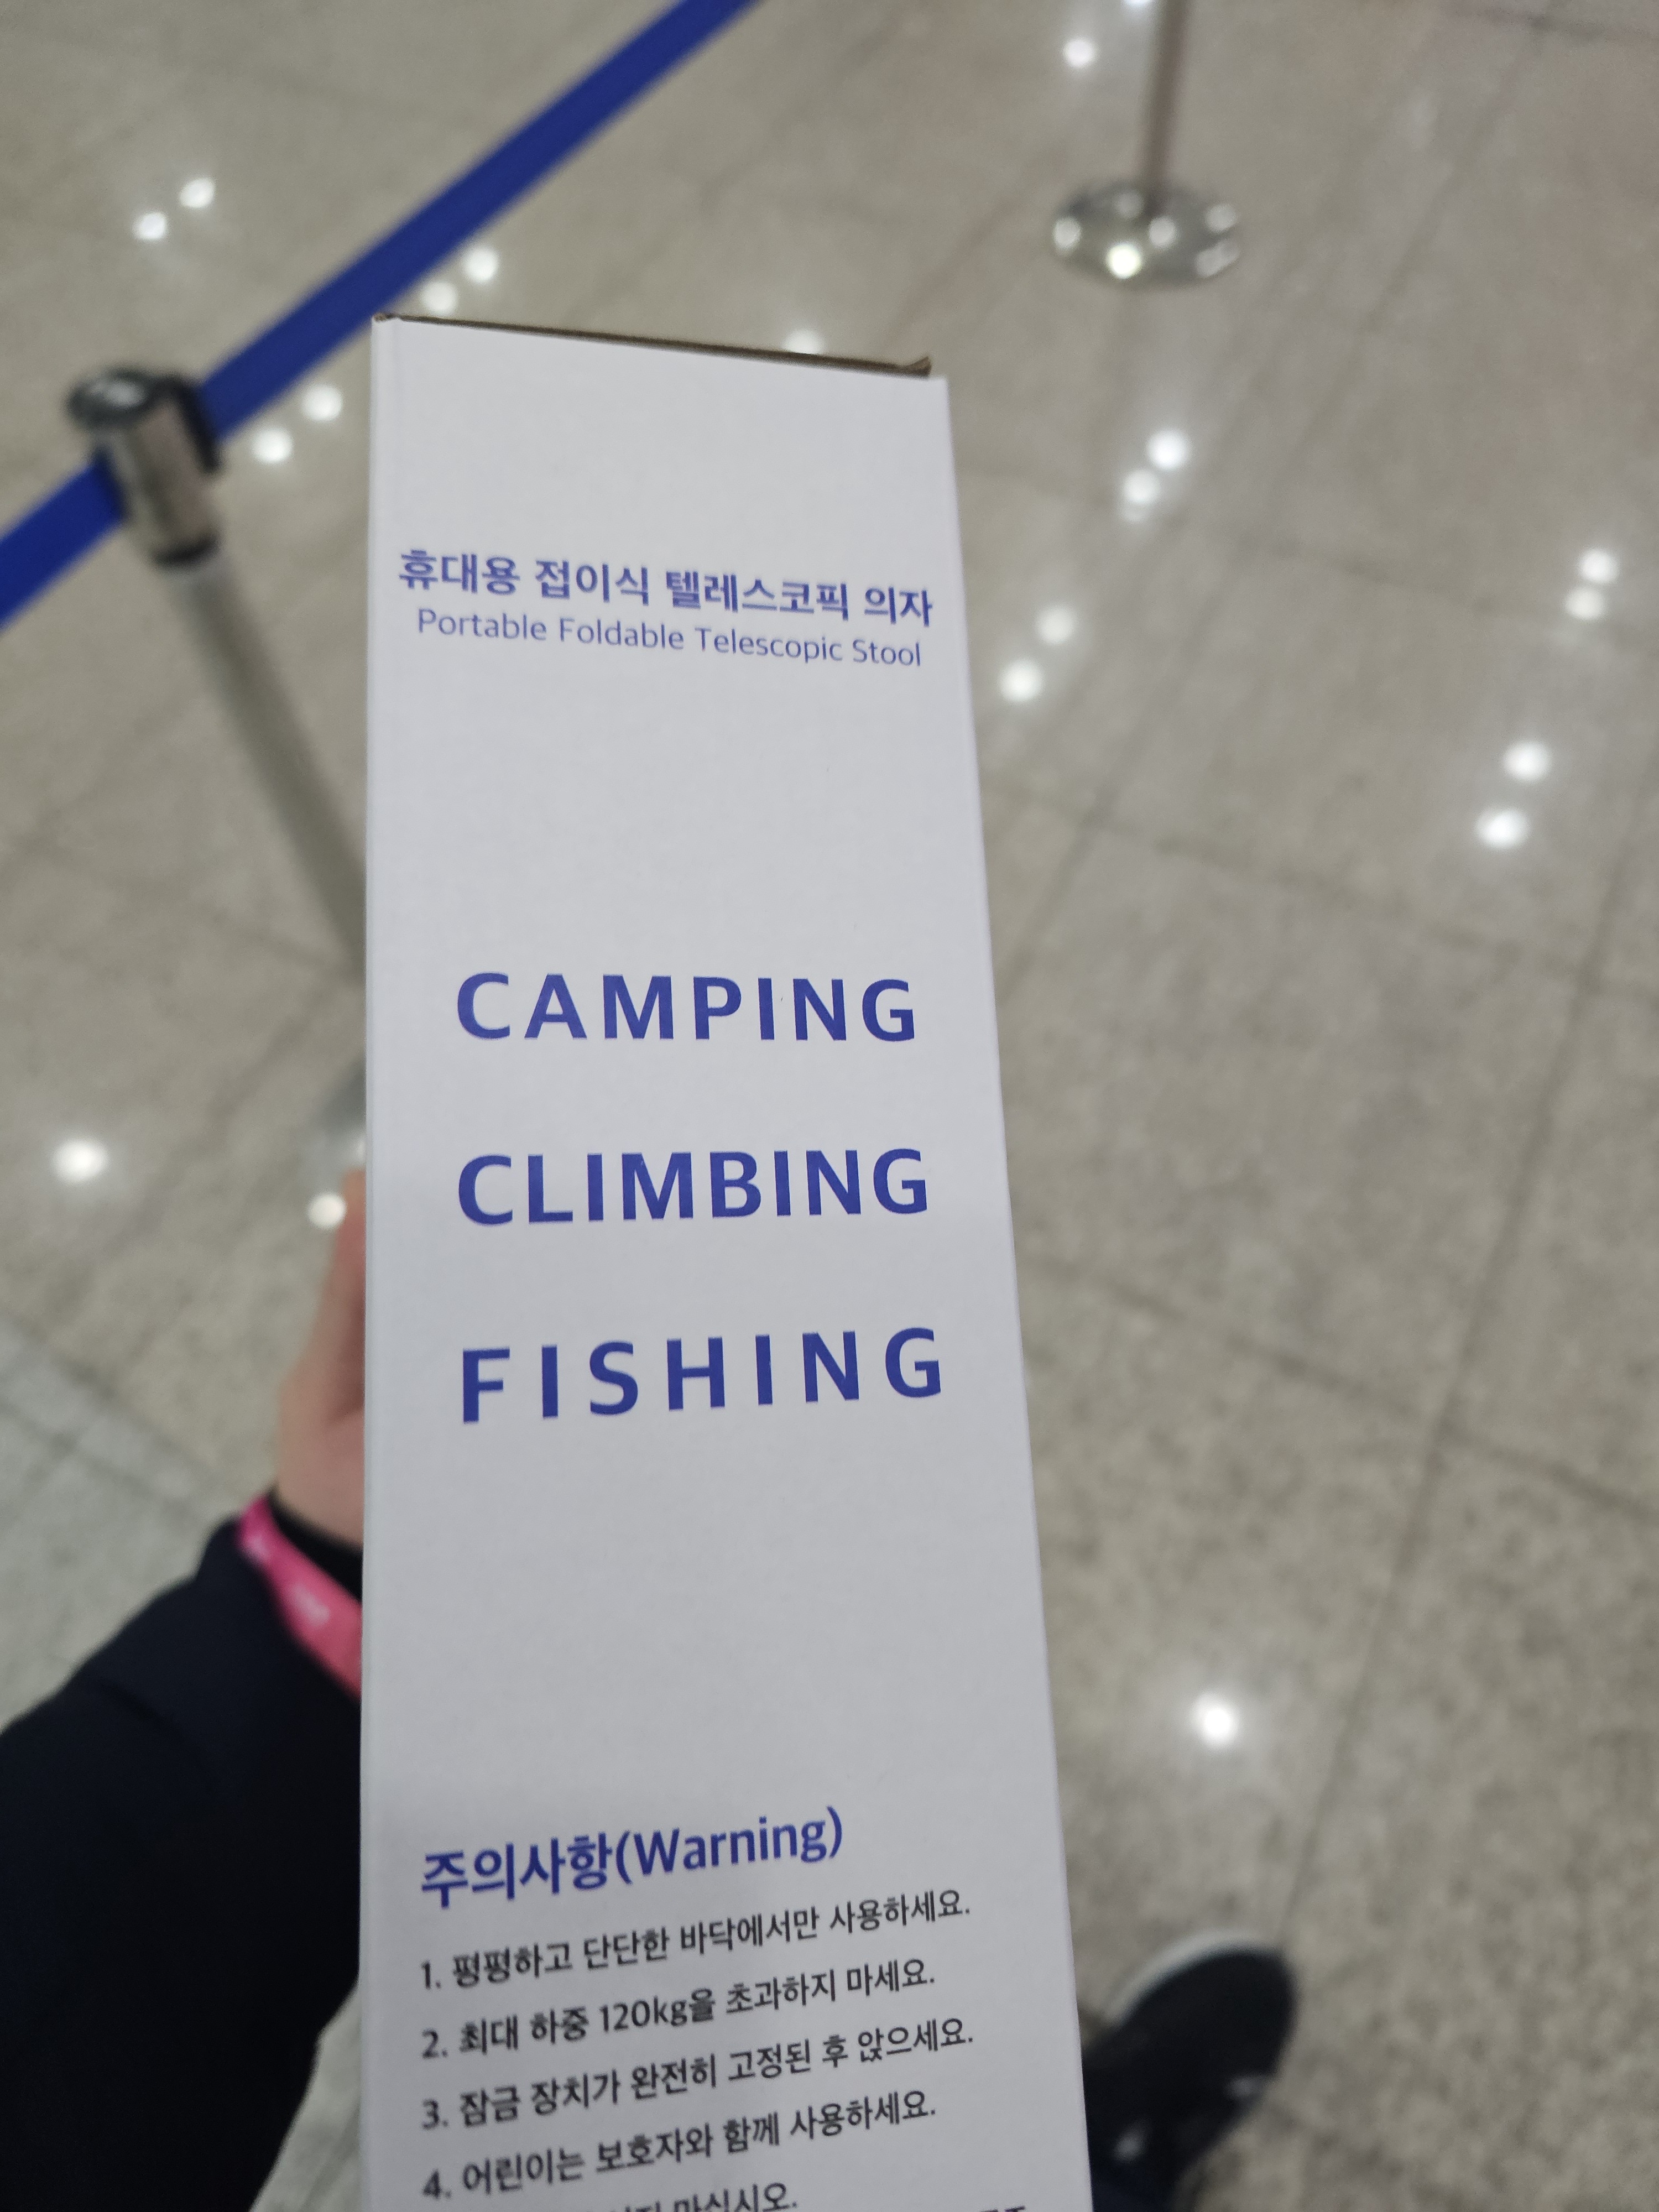 휴대용 접이식 텔레스코픽 의자
Portable Foldable Telescopic Stool
CAMPING
CLIMBING
FISHING
주의사항(Warning)
1. 평평하고 단단한 바닥에서만 사용하세요.
2. 최대 하중 120kg을 초과하지 마세요.
3. 잠금 장치가 완전히 고정된 후 앉으세요.
4. 어린이는 보호자와 함께 사용하세요.
마십시오.